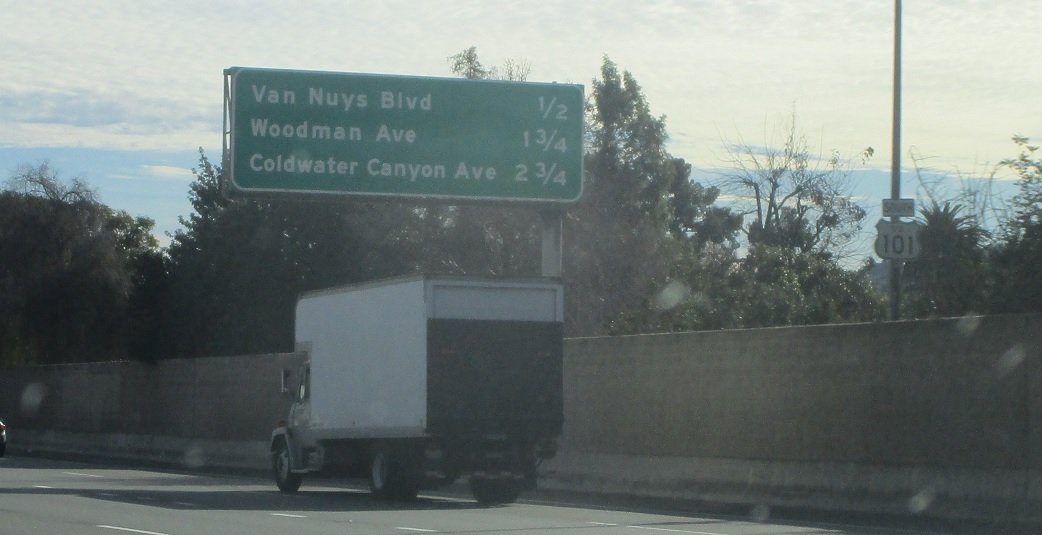 Van Nuys Blvd 1/2
Woodman Ave 1 3/4
Coldwater Canyon Ave 2 3/4
101